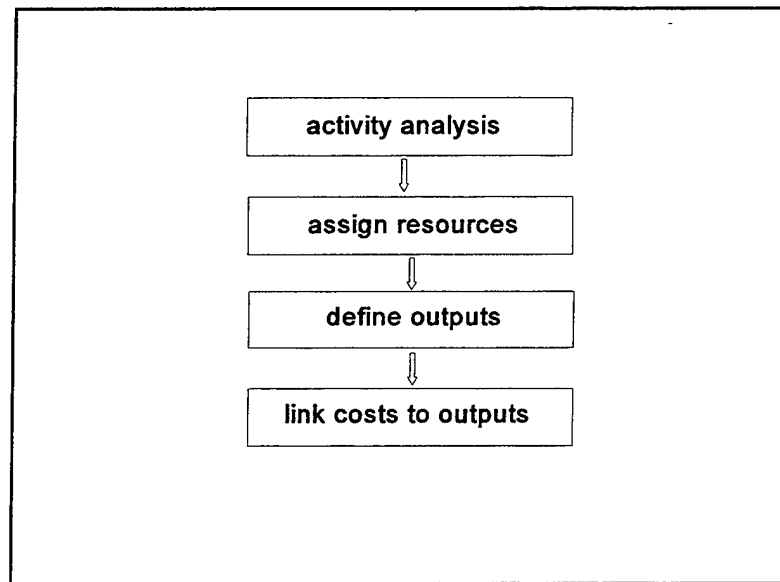 activity analysis
assign resources
define outputs
link costs to outputs